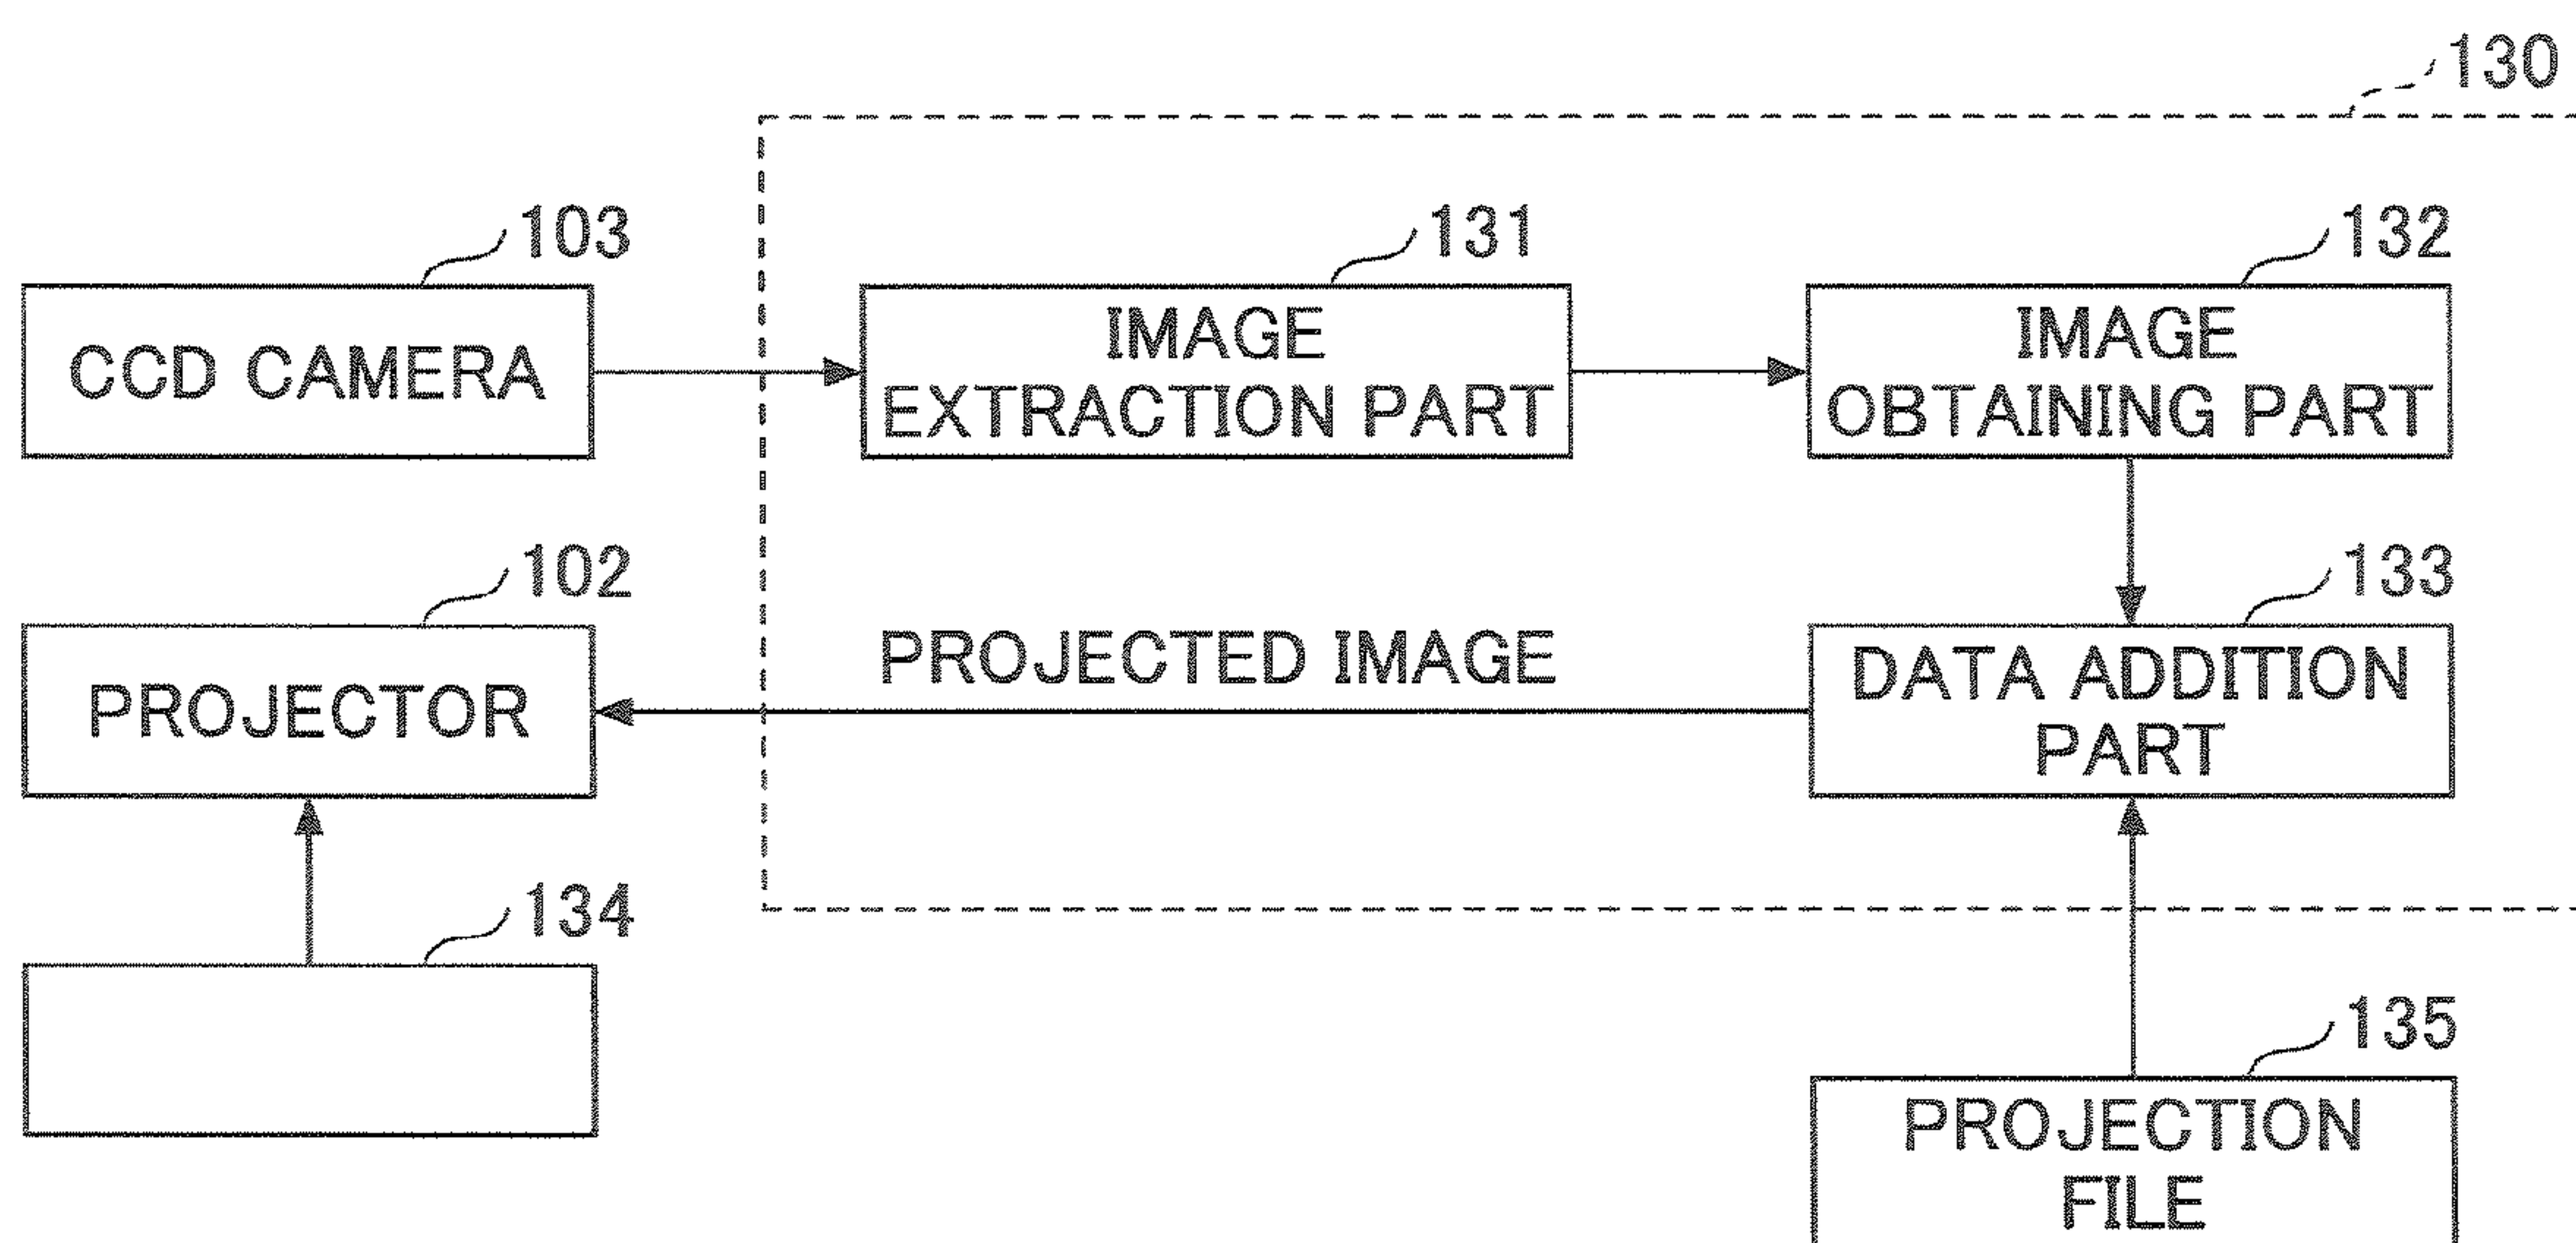 130
103
CCD CAMERA
131
IMAGE
EXTRACTION PART
132
IMAGE
OBTAINING PART
102
PROJECTOR
PROJECTED IMAGE
133
DATA ADDITION
PART
134
135
PROJECTION
FILE